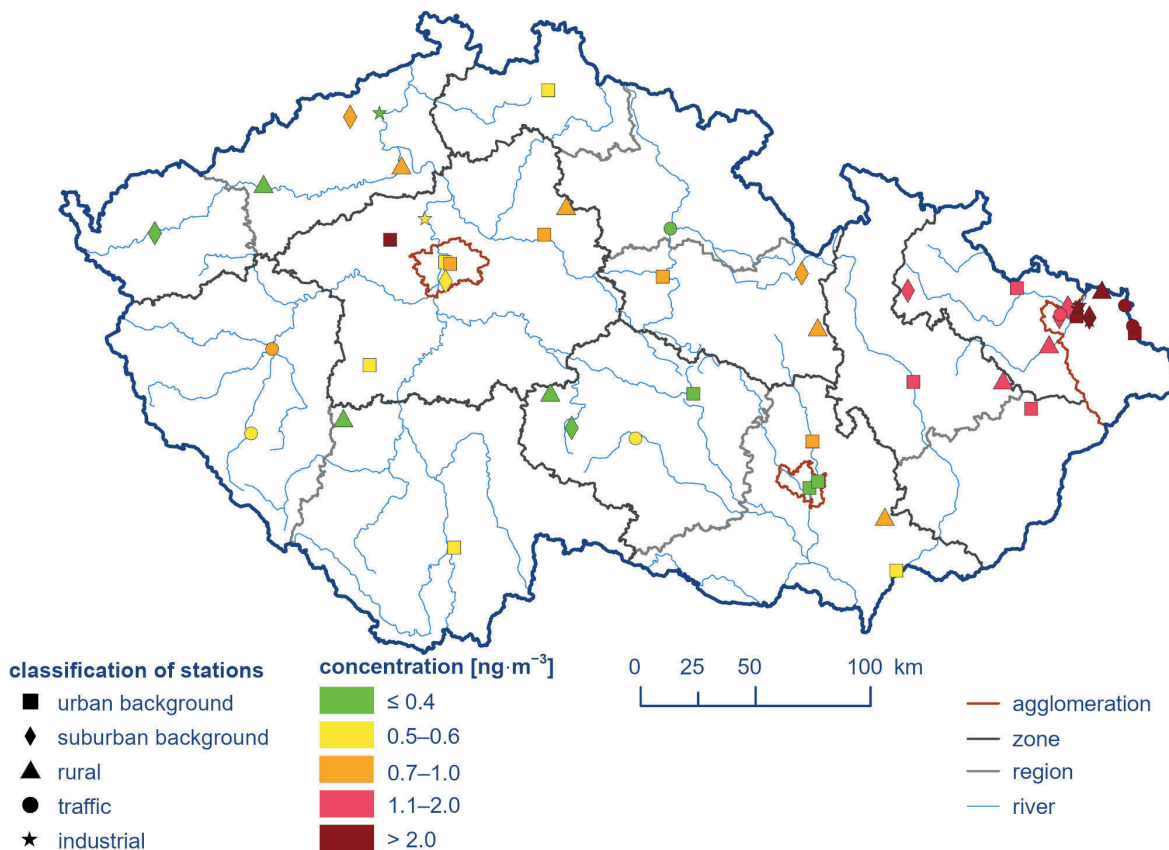 classification of stations
urban background
suburban background
rural
traffic
industrial
concentration [ng·m⁻³]
≤ 0.4
0.5–0.6
0.7–1.0
1.1–2.0
> 2.0
0 25 50 100 km
agglomeration
zone
region
river